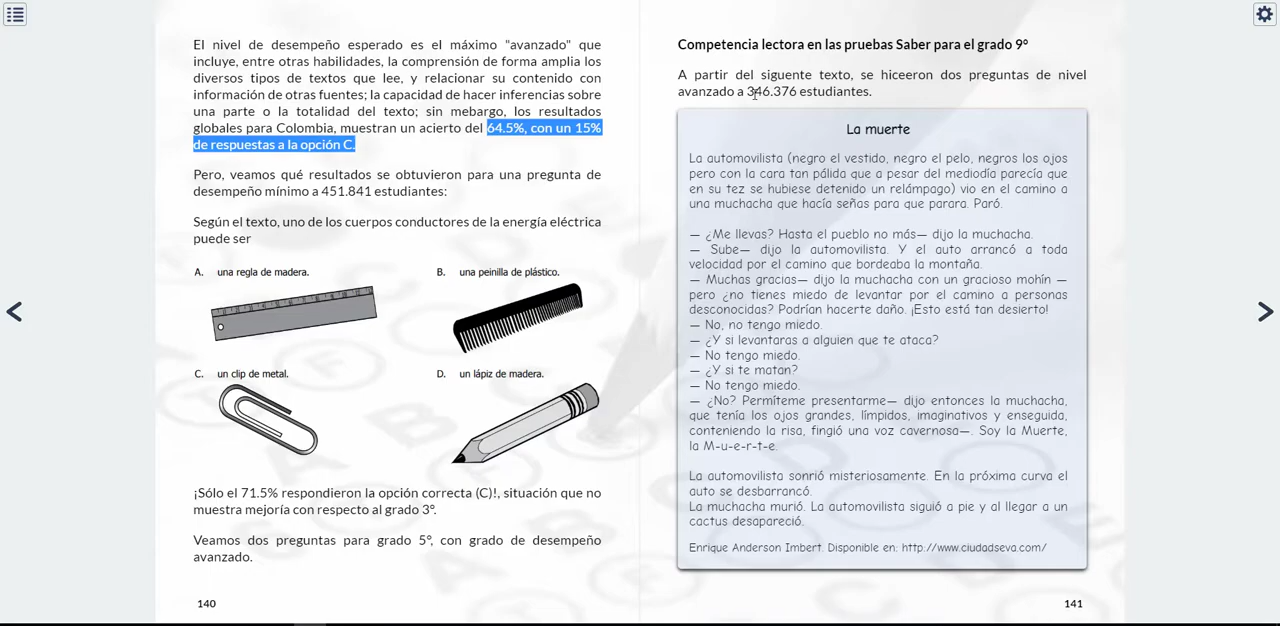 El nivel de desempeño esperado es el máximo "avanzado" que
incluye, entre otras habilidades, la comprensión de forma amplia los
diversos tipos de textos que lee, y relacionar su contenido con
información de otras fuentes; la capacidad de hacer inferencias sobre
una parte o la totalidad del texto; sin mebargo, los resultados
globales para Colombia, muestran un acierto del 64.5%, con un 15%
de respuestas a la opción C.
Pero, veamos qué resultados se obtuvieron para una pregunta de
desempeño mínimo a 451.841 estudiantes:
Según el texto, uno de los cuerpos conductores de la energía eléctrica
puede ser
A. una regla de madera.
B. una peinilla de plástico.
C. un clip de metal.
D. un lápiz de madera.
¡Sólo el 71.5% respondieron la opción correcta (C)!, situación que no
muestra mejoría con respecto al grado 3°.
Veamos dos preguntas para grado 5°, con grado de desempeño
avanzado.
140
Competencia lectora en las pruebas Saber para el grado 9°
A partir del siguente texto, se hiceeron dos preguntas de nivel
avanzado a 346.376 estudiantes.
La muerte
La automovilista (negro el vestido, negro el pelo, negros los ojos
pero con la cara tan pálida que a pesar del mediodía parecía que
en su tez se hubiese detenido un relámpago) vio en el camino a
una muchacha que hacía señas para que parara. Paró.
— ¿Me llevas? Hasta el pueblo no más— dijo la muchacha.
— Sube— dijo la automovilista. Y el auto arrancó a toda
velocidad por el camino que bordeaba la montaña.
— Muchas gracias— dijo la muchacha con un gracioso mohín —
pero ¿no tienes miedo de levantar por el camino a personas
desconocidas? Podrían hacerte daño. ¡Esto está tan desierto!
— No, no tengo miedo.
— ¿Y si levantaras a alguien que te ataca?
— No tengo miedo.
— ¿Y si te matan?
— No tengo miedo.
— ¿No? Permíteme presentarme— dijo entonces la muchacha,
que tenía los ojos grandes, límpidos, imaginativos y enseguida,
conteniendo la risa, fingió una voz cavernosa—. Soy la Muerte,
la M-u-e-r-t-e.
La automovilista sonrió misteriosamente. En la próxima curva el
auto se desbarrancó.
La muchacha murió. La automovilista siguió a pie y al llegar a un
cactus desapareció.
Enrique Anderson Imbert. Disponible en: http://www.ciudadseva.com/
141